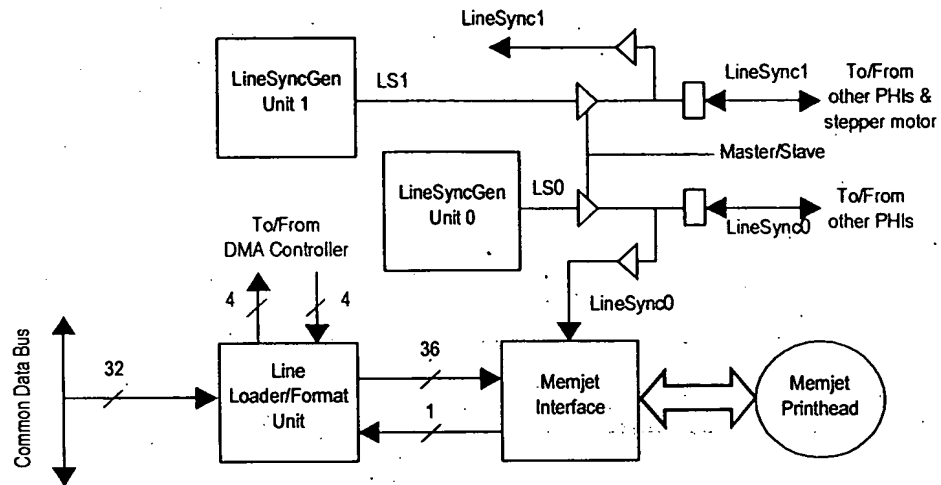 LineSync1
LineSyncGen
Unit 1
LS1
LineSync1
To/From
other PHIs &
stepper motor
Master/Slave
LineSyncGen
Unit 0
LS0
To/From
other PHIs
LineSync0
To/From
DMA Controller
4
4
LineSync0
Common Data Bus
32
Line
Loader/Format
Unit
36
1
Memjet
Interface
Memjet
Printhead